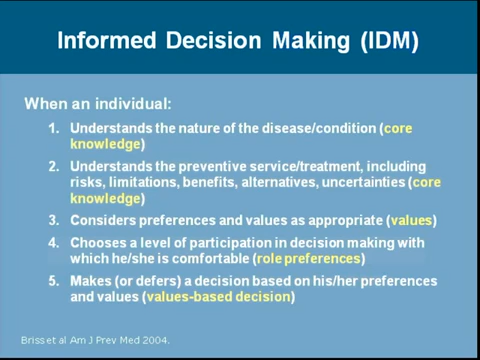 Informed Decision Making (IDM)
When an individual:
1. Understands the nature of the disease/condition (core
knowledge)
2. Understands the preventive service/treatment, including
risks, limitations, benefits, alternatives, uncertainties (core
knowledge)
3. Considers preferences and values as appropriate (values)
4. Chooses a level of participation in decision making with
which he/she is comfortable (role preferences)
5. Makes (or defers) a decision based on his/her preferences
and values (values-based decision)
Briss et al Am J Prev Med 2004.